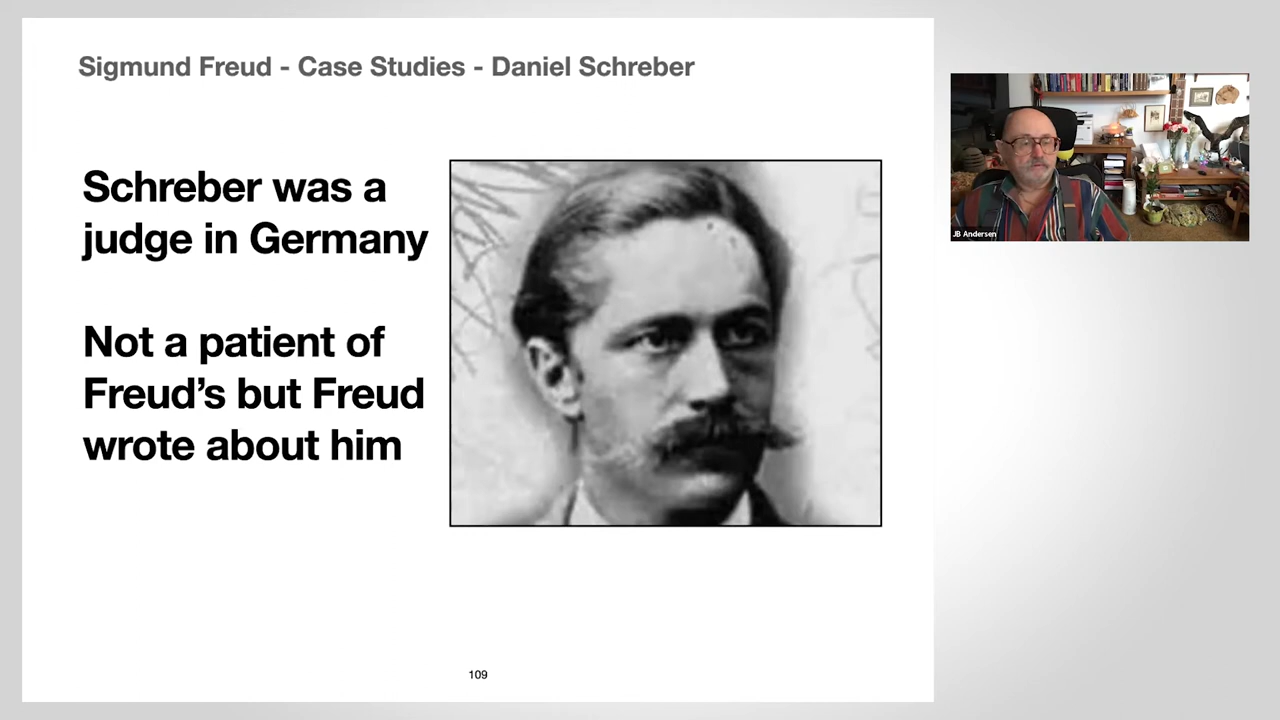 Sigmund Freud - Case Studies - Daniel Schreber
Schreber was a
judge in Germany
Not a patient of
Freud’s but Freud
wrote about him
109
JB Andersen